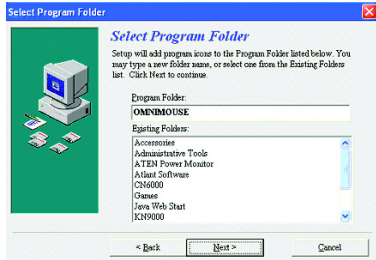 Select Program Folder
Select Program Folder
Setup will add program icons to the Program Folder listed below. You
may type a new folder name, or select one from the Existing Folders
list. Click Next to continue.
Program Folder:
OMNIMOUSE
Existing Folders:
Accessories
Administrative Tools
ATEN Power Monitor
Atlant Software
CN6000
Games
Java Web Start
KN9000
< Back
Next >
Cancel